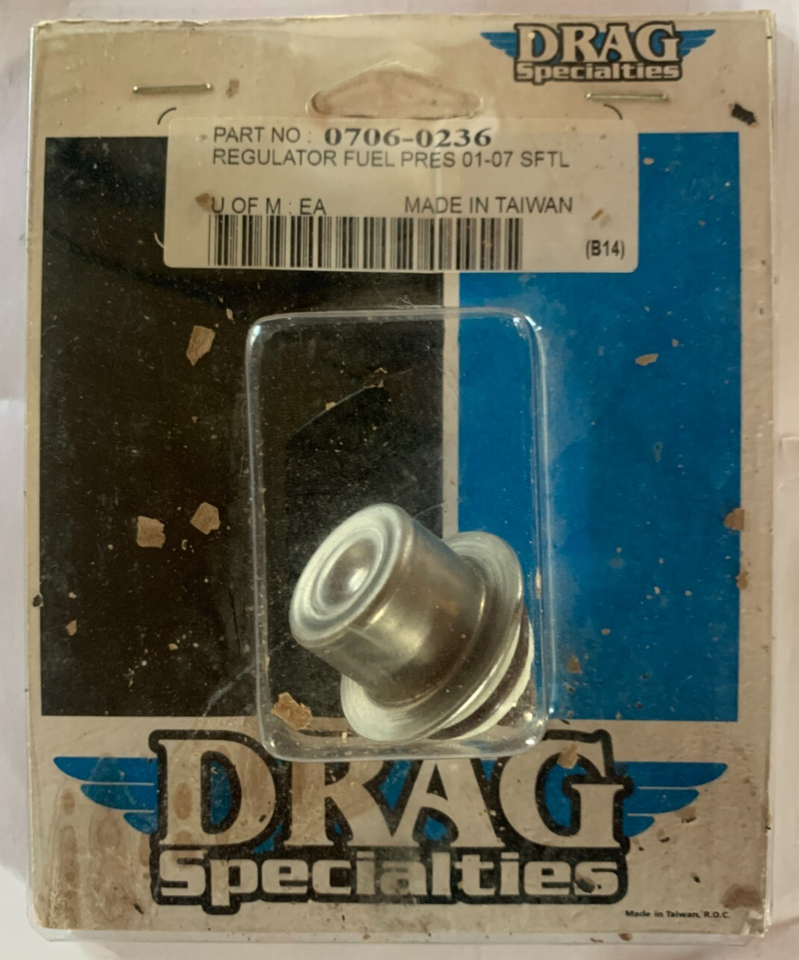 DRAG
Specialties
PART NO : 0706-0236
REGULATOR FUEL PRES 01-07 SFTL
U OF M : EA MADE IN TAIWAN
(B14)
DRAG
Specialties
Made in Taiwan, R.O.C.